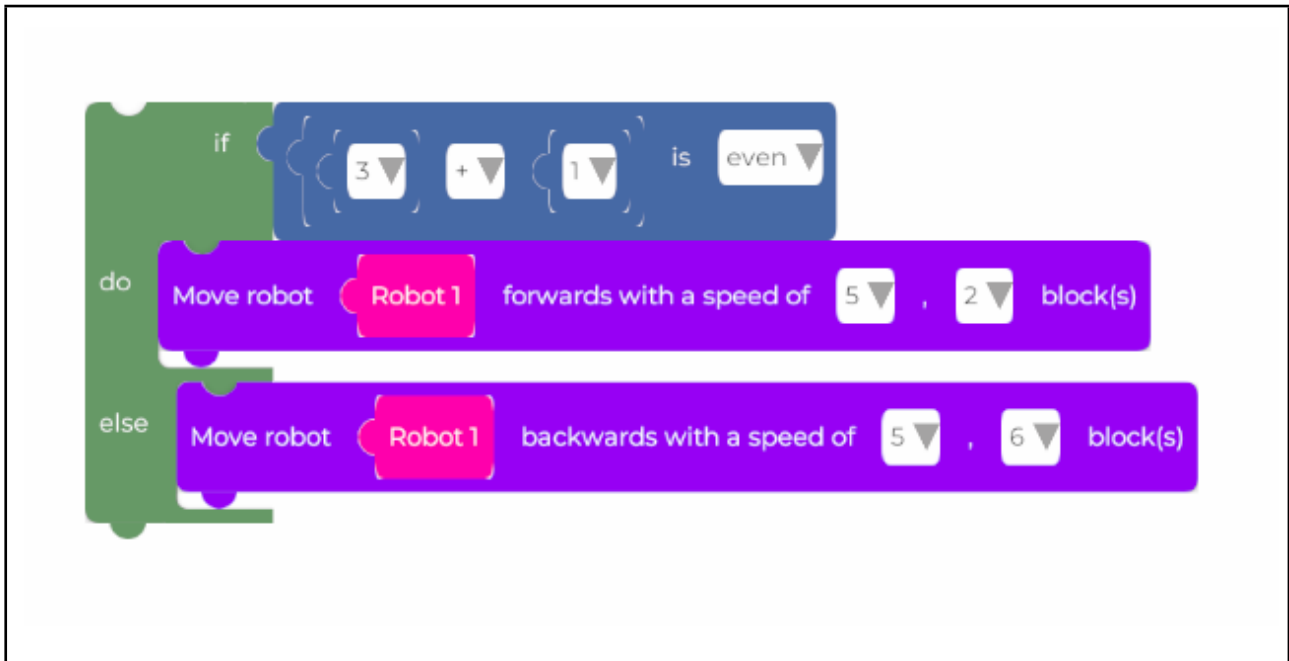 if 3 + 1 is even
do Move robot Robot 1 forwards with a speed of 5 , 2 block(s)
else Move robot Robot 1 backwards with a speed of 5 , 6 block(s)